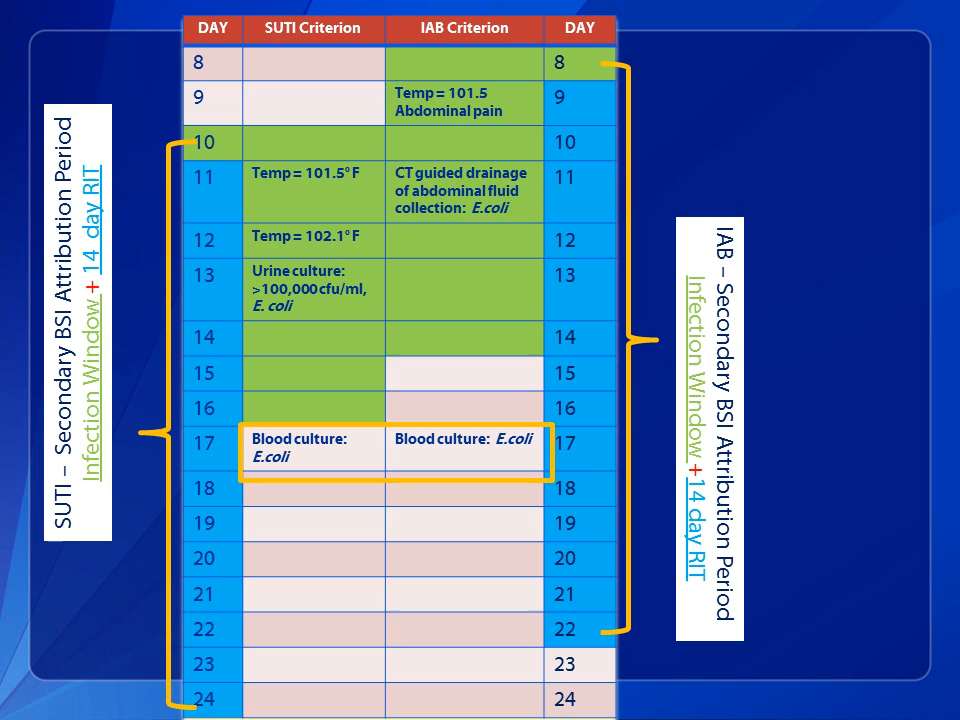 SUTI – Secondary BSI Attribution Period
Infection Window + 14 day RIT
DAY SUTI Criterion IAB Criterion DAY
8 8
9 Temp = 101.5 9
Abdominal pain
10 10
11 Temp = 101.5° F CT guided drainage 11
of abdominal fluid
collection: E.coli
12 Temp = 102.1° F 12
13 Urine culture: 13
>100,000 cfu/ml,
E. coli
14 14
15 15
16 16
17 Blood culture: Blood culture: E.coli 17
E.coli
18 18
19 19
20 20
21 21
22 22
23 23
24 24
IAB – Secondary BSI Attribution Period
Infection Window +14 day RIT